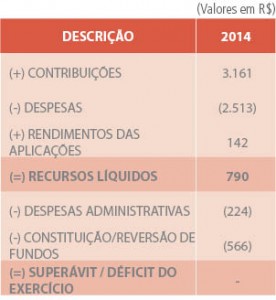 (Valores em R$)
DESCRIÇÃO 2014
(+) CONTRIBUIÇÕES 3.161
(-) DESPESAS (2.513)
(+) RENDIMENTOS DAS
APLICAÇÕES 142
(=) RECURSOS LÍQUIDOS 790
(-) DESPESAS ADMINISTRATIVAS (224)
(-) CONSTITUIÇÃO/REVERSÃO DE
FUNDOS (566)
(=) SUPERÁVIT / DÉFICIT DO
EXERCÍCIO -